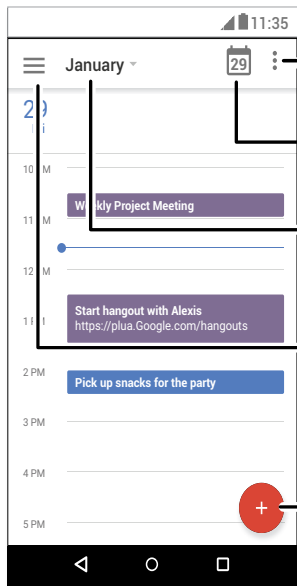 11:35
January
29
29
10 AM
Weekly Project Meeting
11 AM
12 PM
Start hangout with Alexis
1 PM
https://plua.Google.com/hangouts
2 PM
Pick up snacks for the party
3 PM
4 PM
5 PM